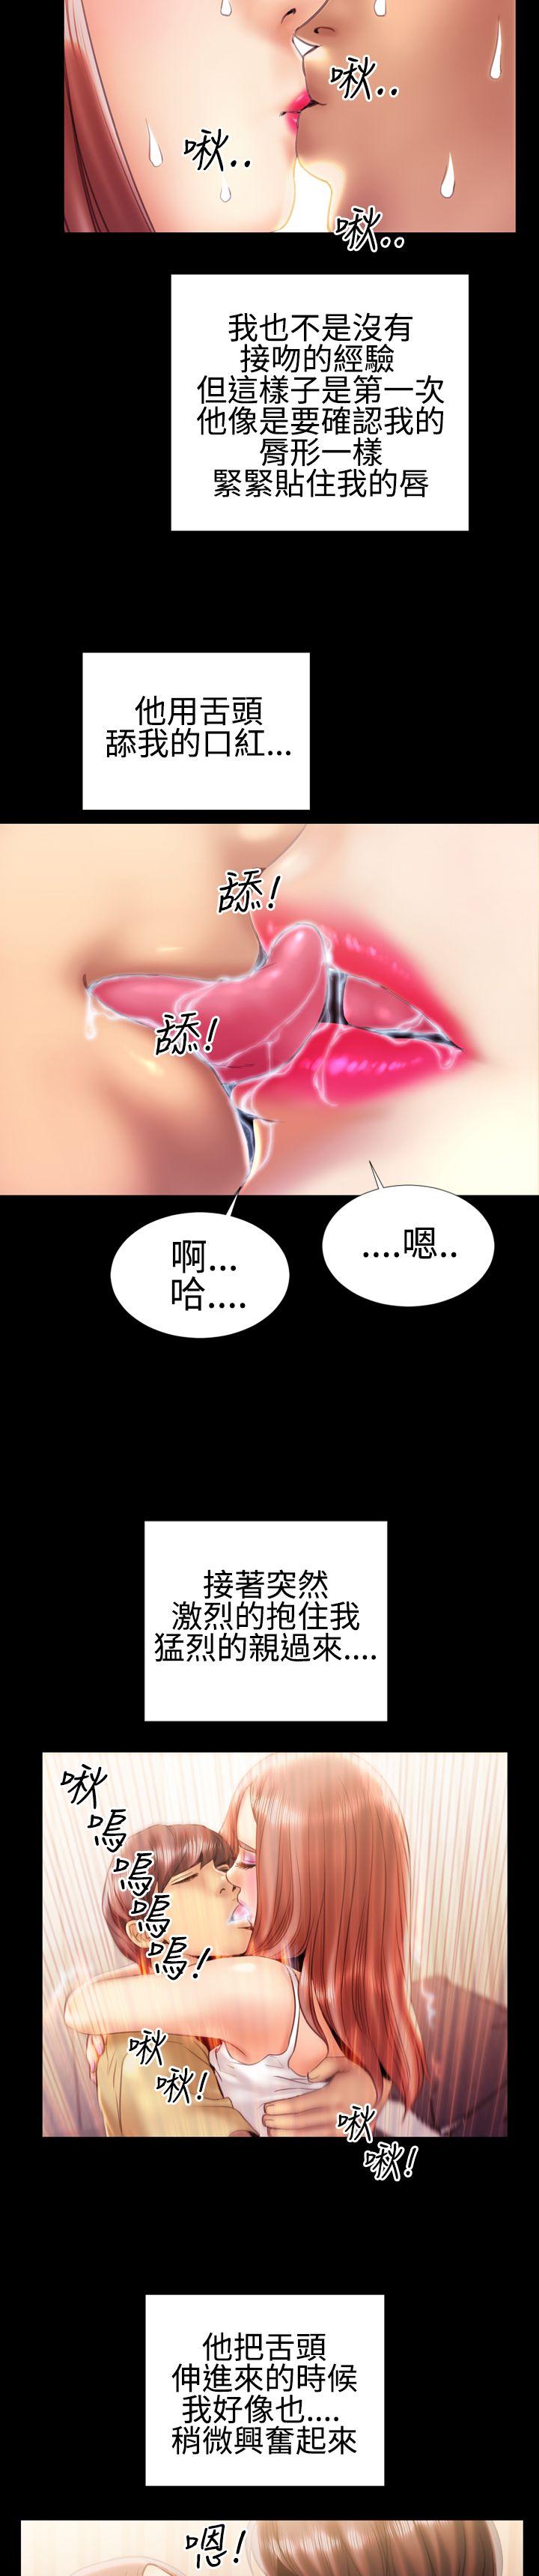 啾..
啾..
啾..
我也不是沒有
接吻的經驗
但這樣子是第一次
他像是要確認我的
脣形一樣
緊緊貼住我的唇
他用舌頭
舔我的口紅...
舔!
舔!
啊...
哈....
....嗯..
接著突然
激烈的抱住我
猛烈的親過來....
啾
嗚
嗚
嗚
嗚!
啾
啾!
啾
啾!
他把舌頭
伸進來的時候
我好像也....
稍微興奮起來
嗯!